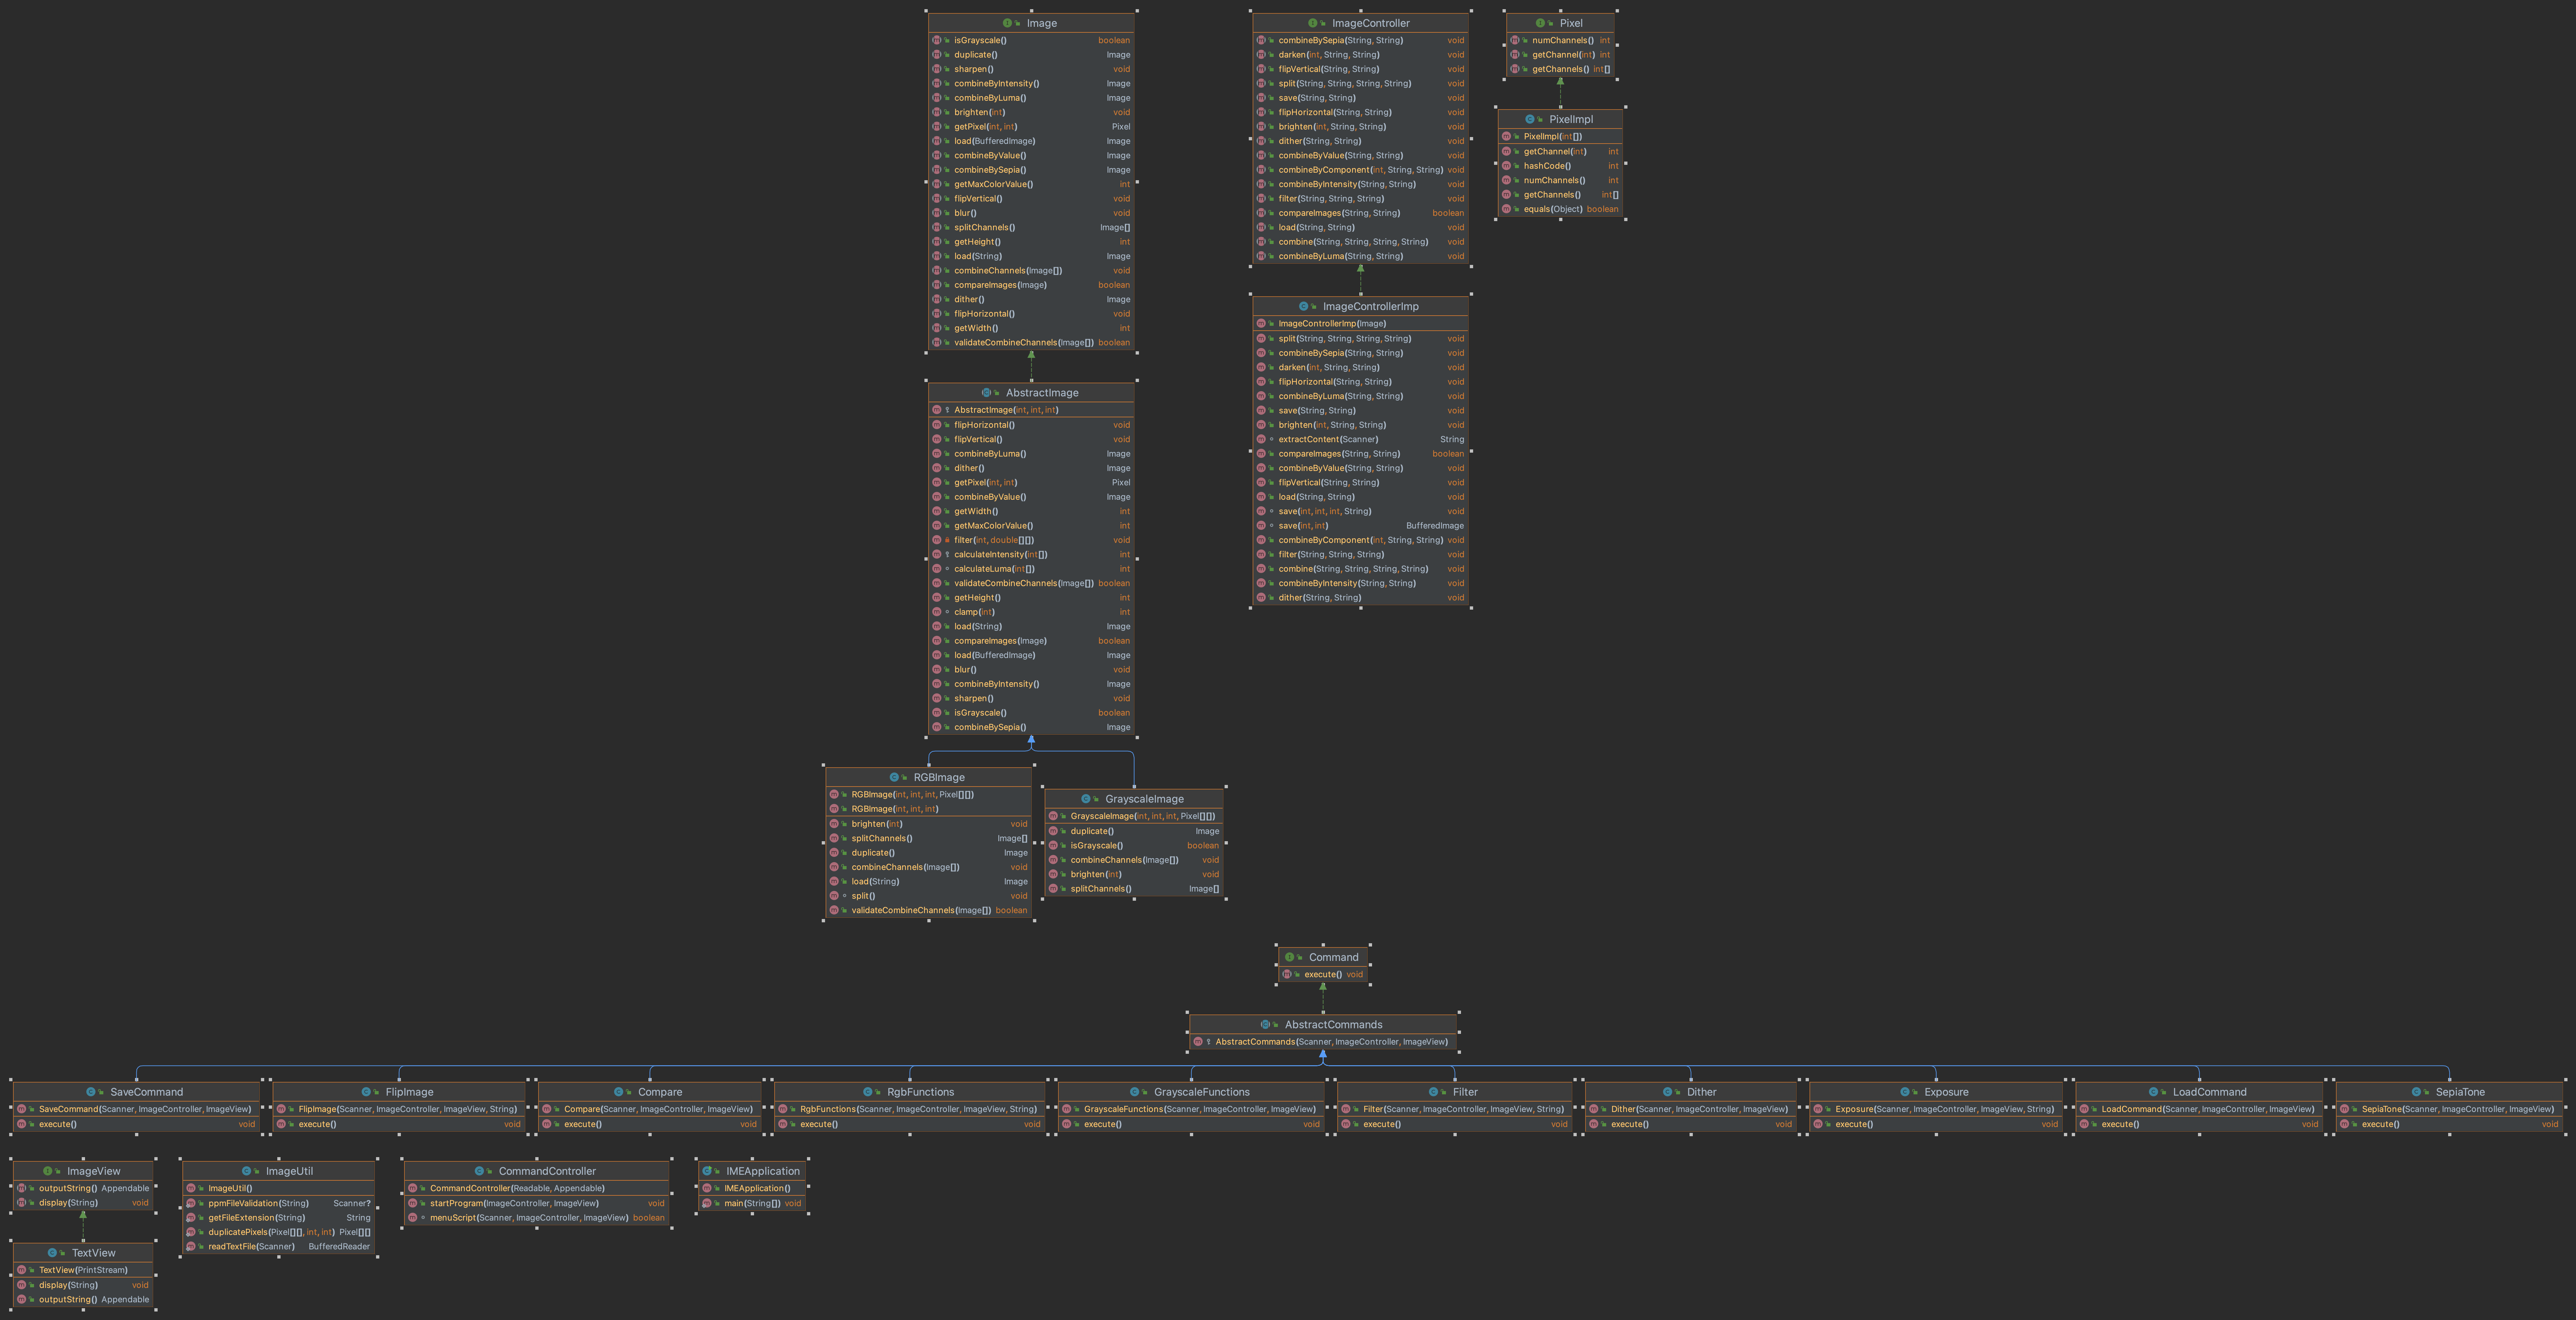 Image
isGrayscale() boolean
duplicate() Image
sharpen() void
combineByIntensity() Image
combineByLuma() Image
brighten(int) void
getPixel(int, int) Pixel
load(BufferedImage) Image
combineByValue() Image
combineBySepia() Image
getMaxColorValue() int
flipVertical() void
blur() void
splitChannels() Image[]
getHeight() int
load(String) Image
combineChannels(Image[]) void
compareImages(Image) boolean
dither() Image
flipHorizontal() void
getWidth() int
validateCombineChannels(Image[]) boolean
ImageController
combineBySepia(String, String) void
darken(int, String, String) void
flipVertical(String, String) void
split(String, String, String, String) void
save(String, String) void
flipHorizontal(String, String) void
brighten(int, String, String) void
dither(String, String) void
combineByValue(String, String) void
combineByComponent(int, String, String) void
combineByIntensity(String, String) void
filter(String, String, String) void
compareImages(String, String) boolean
load(String, String) void
combine(String, String, String, String) void
combineByLuma(String, String) void
Pixel
numChannels() int
getChannel(int) int
getChannels() int[]
PixelImpl
PixelImpl(int[])
getChannel(int) int
hashCode() int
numChannels() int
getChannels() int[]
equals(Object) boolean
ImageControllerImp
ImageControllerImp(Image)
split(String, String, String, String) void
combineBySepia(String, String) void
darken(int, String, String) void
flipHorizontal(String, String) void
combineByLuma(String, String) void
save(String, String) void
brighten(int, String, String) void
extractContent(Scanner) String
compareImages(String, String) boolean
combineByValue(String, String) void
flipVertical(String, String) void
load(String, String) void
save(int, int, int, String) void
save(int, int) BufferedImage
combineByComponent(int, String, String) void
filter(String, String, String) void
combine(String, String, String, String) void
combineByIntensity(String, String) void
dither(String, String) void
AbstractImage
AbstractImage(int, int, int)
flipHorizontal() void
flipVertical() void
combineByLuma() Image
dither() Image
getPixel(int, int) Pixel
combineByValue() Image
getWidth() int
getMaxColorValue() int
filter(int, double[][]) void
calculateIntensity(int[]) int
calculateLuma(int[]) int
validateCombineChannels(Image[]) boolean
getHeight() int
clamp(int) int
load(String) Image
compareImages(Image) boolean
load(BufferedImage) Image
blur() void
combineByIntensity() Image
sharpen() void
isGrayscale() boolean
combineBySepia() Image
RGBImage
RGBImage(int, int, int, Pixel[][])
RGBImage(int, int, int)
brighten(int) void
splitChannels() Image[]
duplicate() Image
combineChannels(Image[]) void
load(String) Image
split() void
validateCombineChannels(Image[]) boolean
GrayscaleImage
GrayscaleImage(int, int, int, Pixel[][])
duplicate() Image
isGrayscale() boolean
combineChannels(Image[]) void
brighten(int) void
splitChannels() Image[]
Command
execute() void
AbstractCommands
AbstractCommands(Scanner, ImageController, ImageView)
SaveCommand
SaveCommand(Scanner, ImageController, ImageView)
execute() void
FlipImage
FlipImage(Scanner, ImageController, ImageView, String)
execute() void
Compare
Compare(Scanner, ImageController, ImageView)
execute() void
RgbFunctions
RgbFunctions(Scanner, ImageController, ImageView, String)
execute() void
GrayscaleFunctions
GrayscaleFunctions(Scanner, ImageController, ImageView)
execute() void
Filter
Filter(Scanner, ImageController, ImageView, String)
execute() void
Dither
Dither(Scanner, ImageController, ImageView)
execute() void
Exposure
Exposure(Scanner, ImageController, ImageView, String)
execute() void
LoadCommand
LoadCommand(Scanner, ImageController, ImageView)
execute() void
SepiaTone
SepiaTone(Scanner, ImageController, ImageView)
execute() void
ImageView
outputString() Appendable
display(String) void
TextView
TextView(PrintStream)
display(String) void
outputString() Appendable
ImageUtil
ImageUtil()
ppmFileValidation(String) Scanner?
getFileExtension(String) String
duplicatePixels(Pixel[][], int, int) Pixel[][]
readTextFile(Scanner) BufferedReader
CommandController
CommandController(Readable, Appendable)
startProgram(ImageController, ImageView) void
menuScript(Scanner, ImageController, ImageView) boolean
IMEApplication
IMEApplication()
main(String[]) void